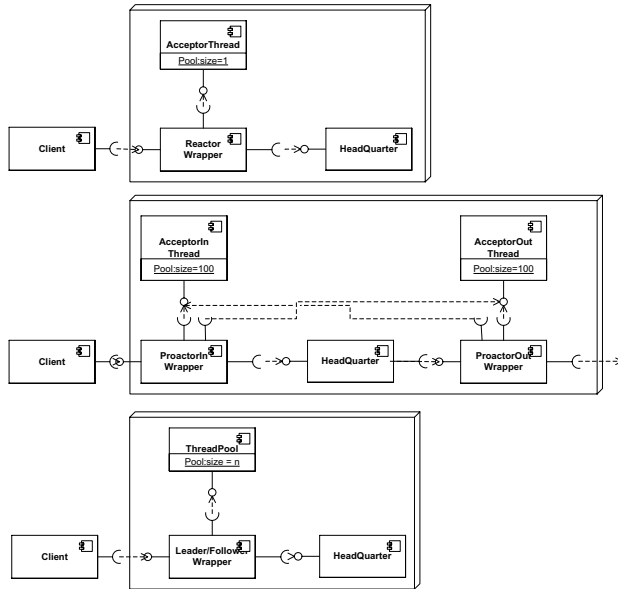 AcceptorThread
Pool:size=1
Client
Reactor
Wrapper
HeadQuarter
AcceptorIn
Thread
Pool:size=100
AcceptorOut
Thread
Pool:size=100
Client
ProactorIn
Wrapper
HeadQuarter
ProactorOut
Wrapper
ThreadPool
Pool:size = n
Client
Leader/Follower
Wrapper
HeadQuarter